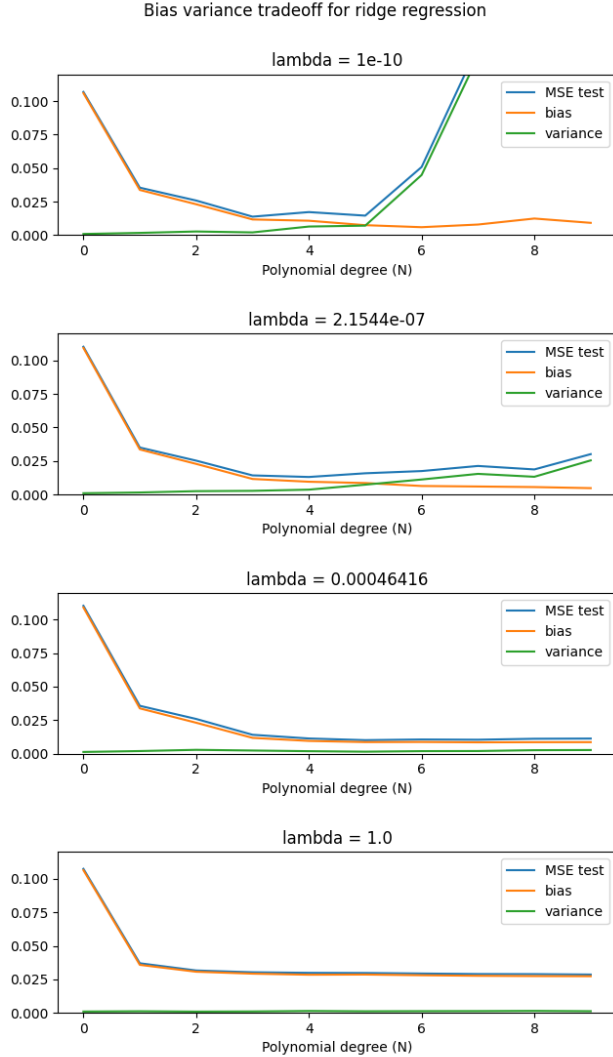 Bias variance tradeoff for ridge regression
lambda = 1e-10
MSE test
bias
variance
0.100
0.075
0.050
0.025
0.000
0 2 4 6 8
Polynomial degree (N)
lambda = 2.1544e-07
MSE test
bias
variance
0.100
0.075
0.050
0.025
0.000
0 2 4 6 8
Polynomial degree (N)
lambda = 0.00046416
MSE test
bias
variance
0.100
0.075
0.050
0.025
0.000
0 2 4 6 8
Polynomial degree (N)
lambda = 1.0
MSE test
bias
variance
0.100
0.075
0.050
0.025
0.000
0 2 4 6 8
Polynomial degree (N)